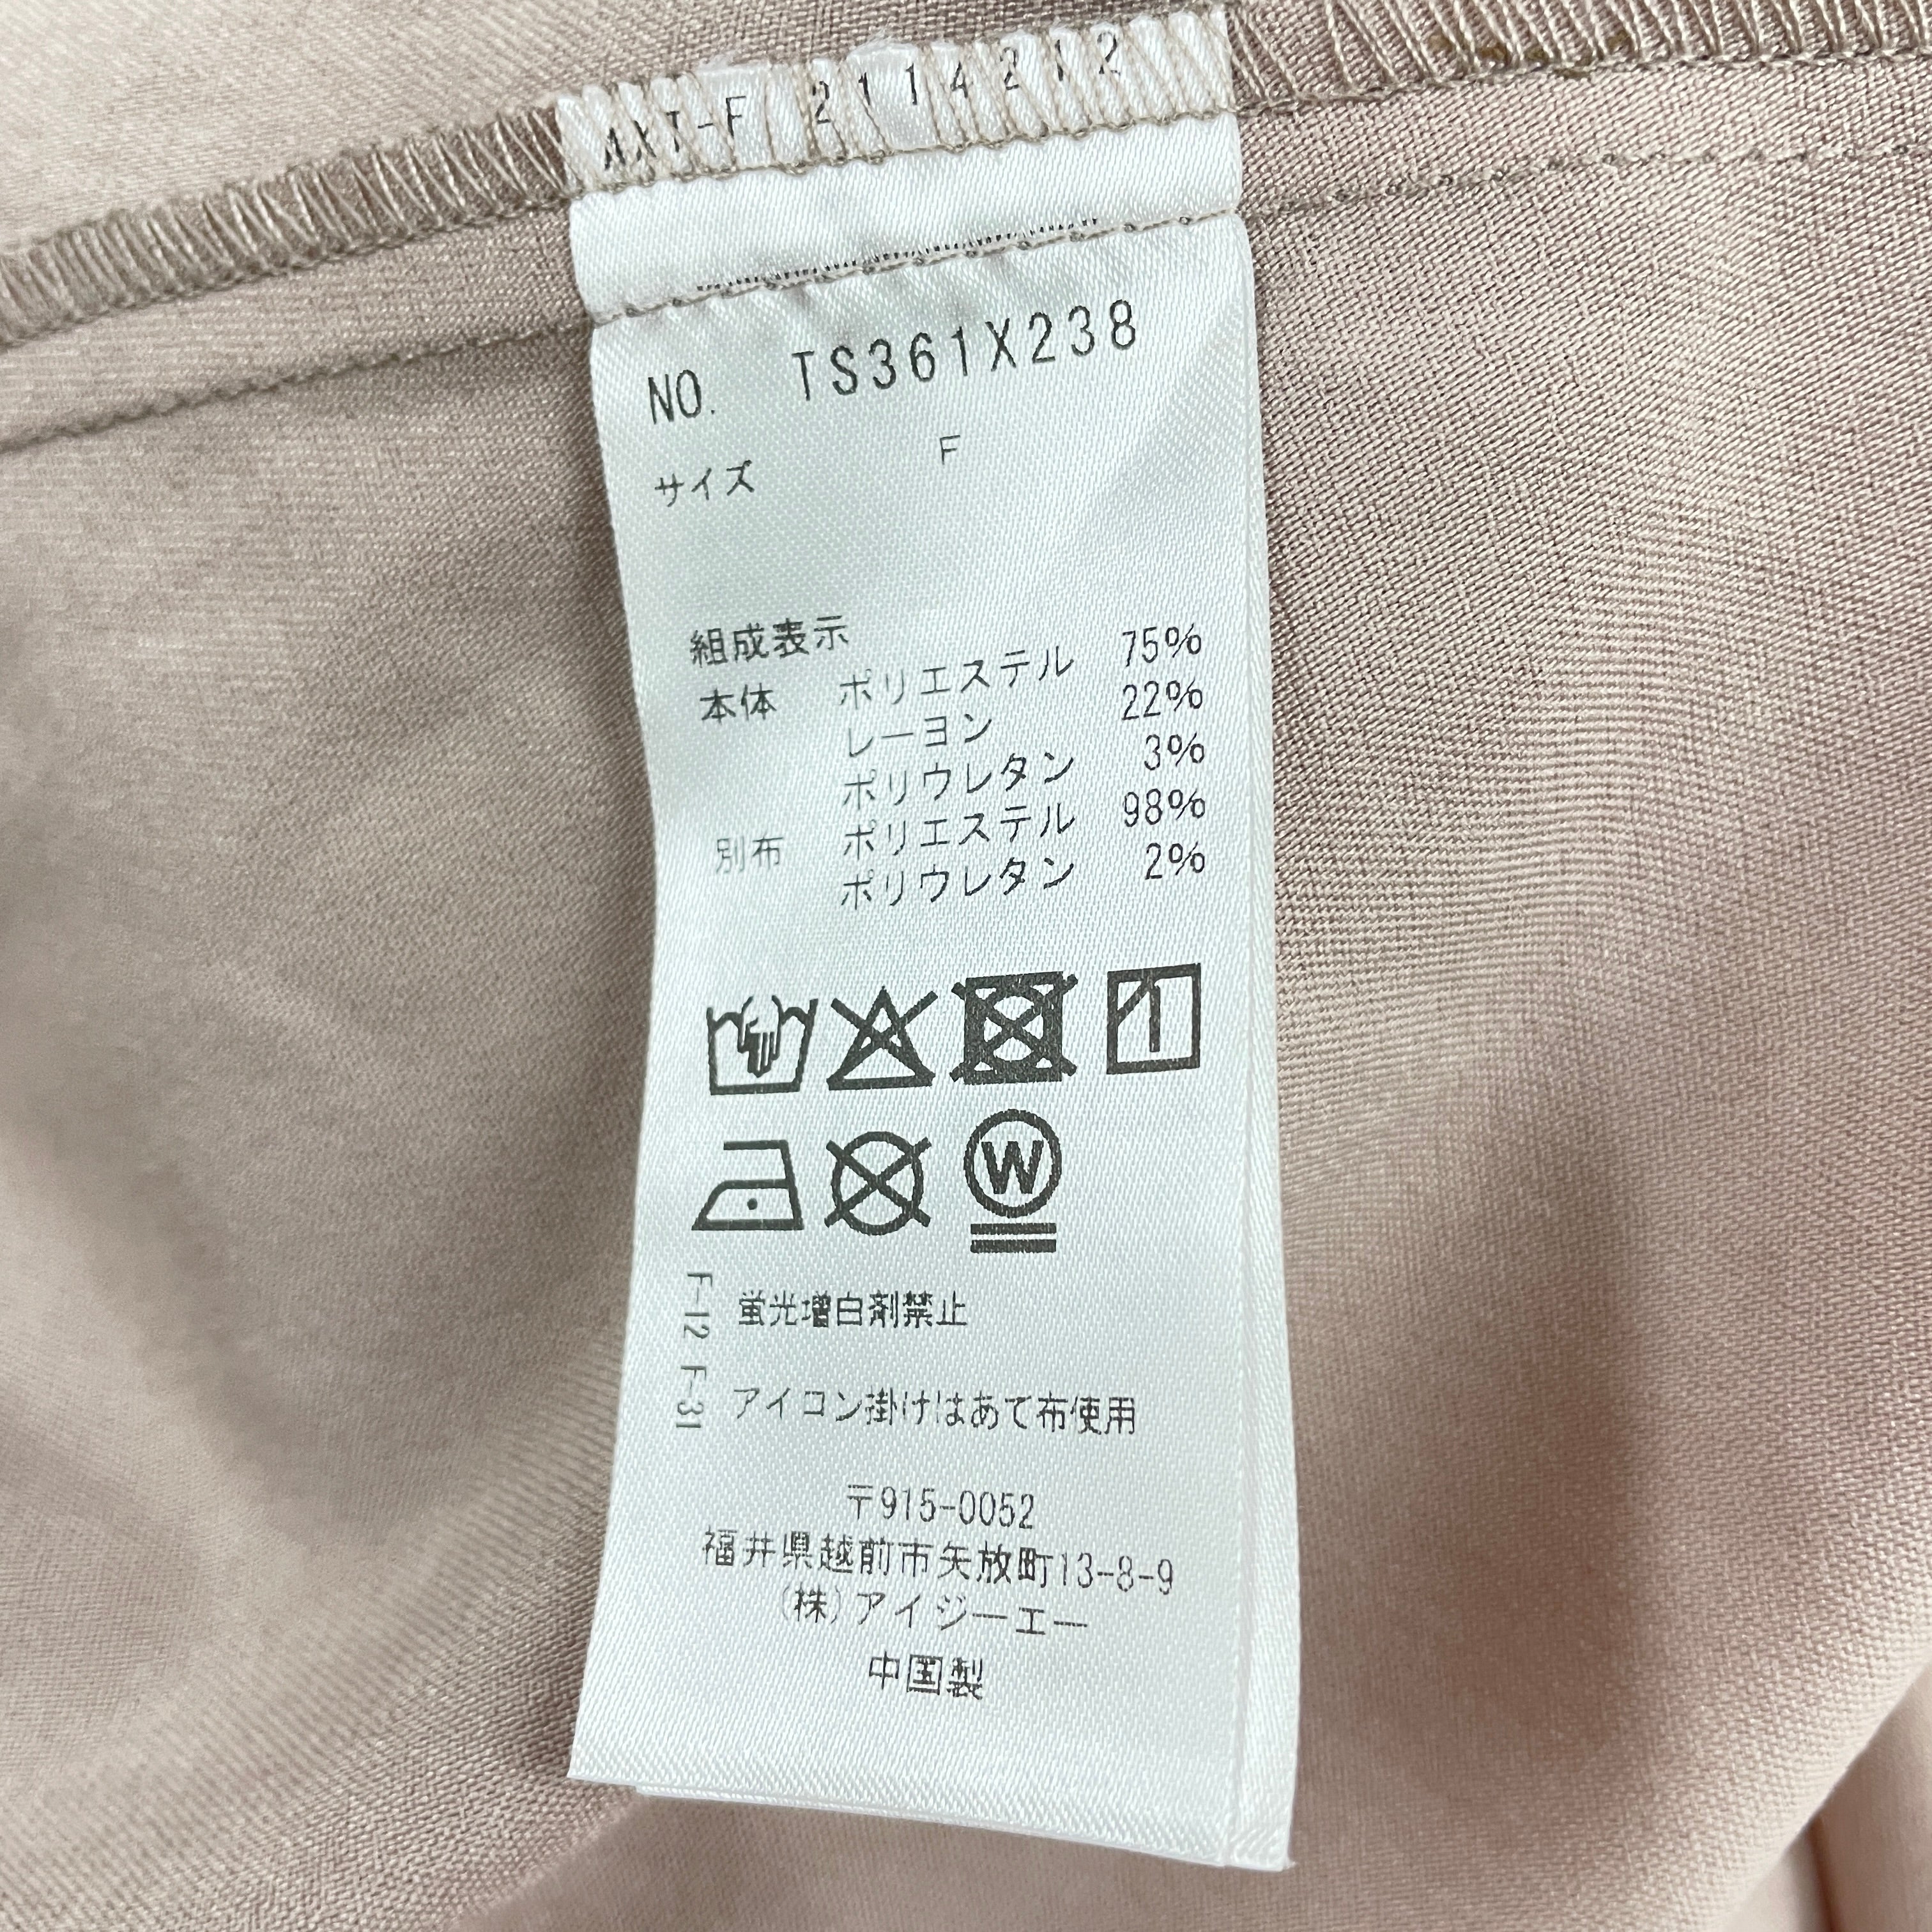 MXT-F 2114212
NO. TS361X238
サイズ F
組成表示
本体 ポリエステル 75%
レーヨン 22%
ポリウレタン 3%
別布 ポリエステル 98%
ポリウレタン 2%
W
F-12 蛍光増白剤禁止
F-31 アイコン掛けはあて布使用
〒915-0052
福井県越前市矢放町13-8-9
(株)アイジーエー
中国製